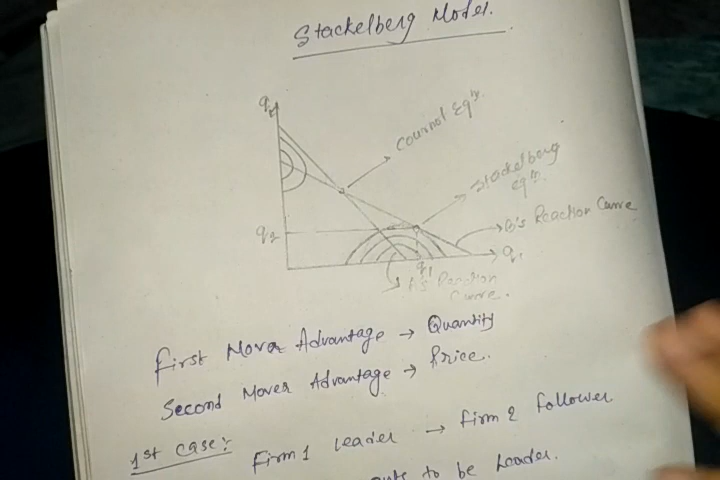 Stackelberg Model.
q2
Cournot Eqm
Stackelberg
eqm.
q2
B's Reaction Curve
q1
q1
A's Reaction
Curve.
First Mover Advantage → Quantity
Second Mover Advantage → Price.
1st case: Firm 1 leader → firm 2 follower
to be Leader.